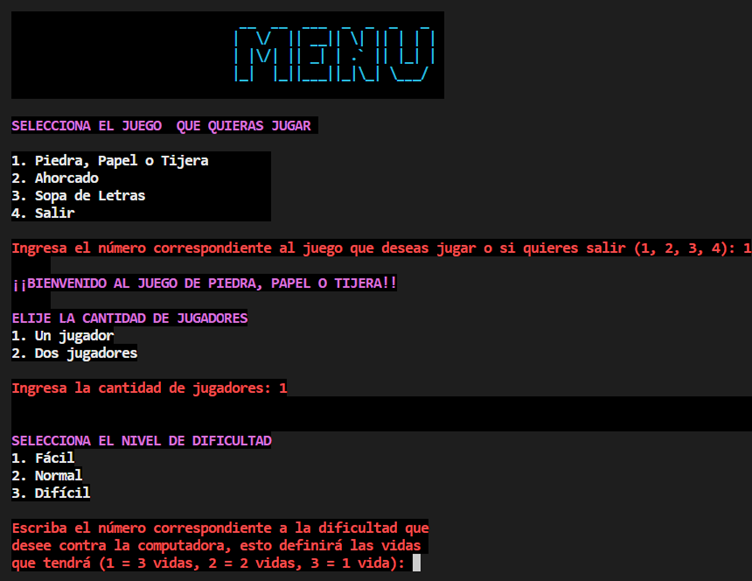 MENU
SELECCIONA EL JUEGO  QUE QUIERAS JUGAR
1. Piedra, Papel o Tijera
2. Ahorcado
3. Sopa de Letras
4. Salir
Ingresa el número correspondiente al juego que deseas jugar o si quieres salir (1, 2, 3, 4): 1
¡¡BIENVENIDO AL JUEGO DE PIEDRA, PAPEL O TIJERA!!
ELIJE LA CANTIDAD DE JUGADORES
1. Un jugador
2. Dos jugadores
Ingresa la cantidad de jugadores: 1
SELECCIONA EL NIVEL DE DIFICULTAD
1. Fácil
2. Normal
3. Difícil
Escriba el número correspondiente a la dificultad que
desee contra la computadora, esto definirá las vidas
que tendrá (1 = 3 vidas, 2 = 2 vidas, 3 = 1 vida):